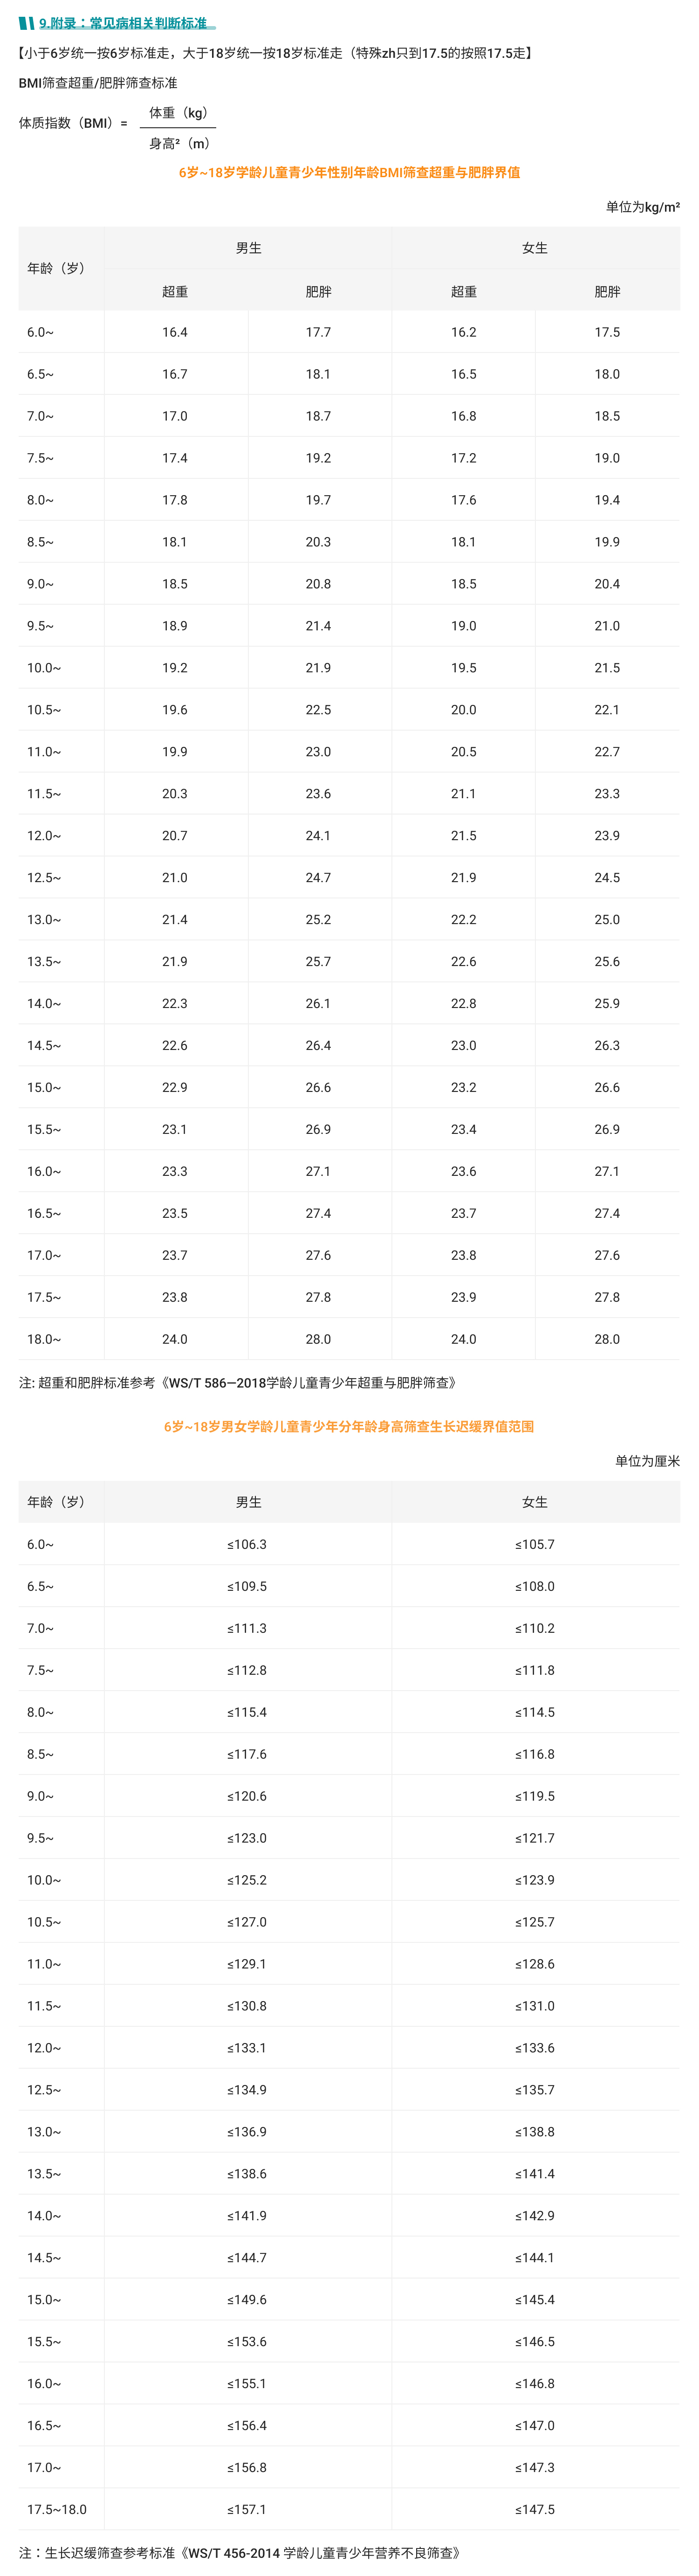 9.附录：常见病相关判断标准
【小于6岁统一按6岁标准走，大于18岁统一按18岁标准走（特殊zh只到17.5的按照17.5走】
BMI筛查超重/肥胖筛查标准
体质指数（BMI）= 体重（kg）
身高²（m）
6岁~18岁学龄儿童青少年性别年龄BMI筛查超重与肥胖界值
单位为kg/m²
年龄（岁） 男生 女生
超重 肥胖 超重 肥胖
6.0~ 16.4 17.7 16.2 17.5
6.5~ 16.7 18.1 16.5 18.0
7.0~ 17.0 18.7 16.8 18.5
7.5~ 17.4 19.2 17.2 19.0
8.0~ 17.8 19.7 17.6 19.4
8.5~ 18.1 20.3 18.1 19.9
9.0~ 18.5 20.8 18.5 20.4
9.5~ 18.9 21.4 19.0 21.0
10.0~ 19.2 21.9 19.5 21.5
10.5~ 19.6 22.5 20.0 22.1
11.0~ 19.9 23.0 20.5 22.7
11.5~ 20.3 23.6 21.1 23.3
12.0~ 20.7 24.1 21.5 23.9
12.5~ 21.0 24.7 21.9 24.5
13.0~ 21.4 25.2 22.2 25.0
13.5~ 21.9 25.7 22.6 25.6
14.0~ 22.3 26.1 22.8 25.9
14.5~ 22.6 26.4 23.0 26.3
15.0~ 22.9 26.6 23.2 26.6
15.5~ 23.1 26.9 23.4 26.9
16.0~ 23.3 27.1 23.6 27.1
16.5~ 23.5 27.4 23.7 27.4
17.0~ 23.7 27.6 23.8 27.6
17.5~ 23.8 27.8 23.9 27.8
18.0~ 24.0 28.0 24.0 28.0
注: 超重和肥胖标准参考《WS/T 586—2018学龄儿童青少年超重与肥胖筛查》
6岁~18岁男女学龄儿童青少年分年龄身高筛查生长迟缓界值范围
单位为厘米
年龄（岁） 男生 女生
6.0~ ≤106.3 ≤105.7
6.5~ ≤109.5 ≤108.0
7.0~ ≤111.3 ≤110.2
7.5~ ≤112.8 ≤111.8
8.0~ ≤115.4 ≤114.5
8.5~ ≤117.6 ≤116.8
9.0~ ≤120.6 ≤119.5
9.5~ ≤123.0 ≤121.7
10.0~ ≤125.2 ≤123.9
10.5~ ≤127.0 ≤125.7
11.0~ ≤129.1 ≤128.6
11.5~ ≤130.8 ≤131.0
12.0~ ≤133.1 ≤133.6
12.5~ ≤134.9 ≤135.7
13.0~ ≤136.9 ≤138.8
13.5~ ≤138.6 ≤141.4
14.0~ ≤141.9 ≤142.9
14.5~ ≤144.7 ≤144.1
15.0~ ≤149.6 ≤145.4
15.5~ ≤153.6 ≤146.5
16.0~ ≤155.1 ≤146.8
16.5~ ≤156.4 ≤147.0
17.0~ ≤156.8 ≤147.3
17.5~18.0 ≤157.1 ≤147.5
注：生长迟缓筛查参考标准《WS/T 456-2014 学龄儿童青少年营养不良筛查》